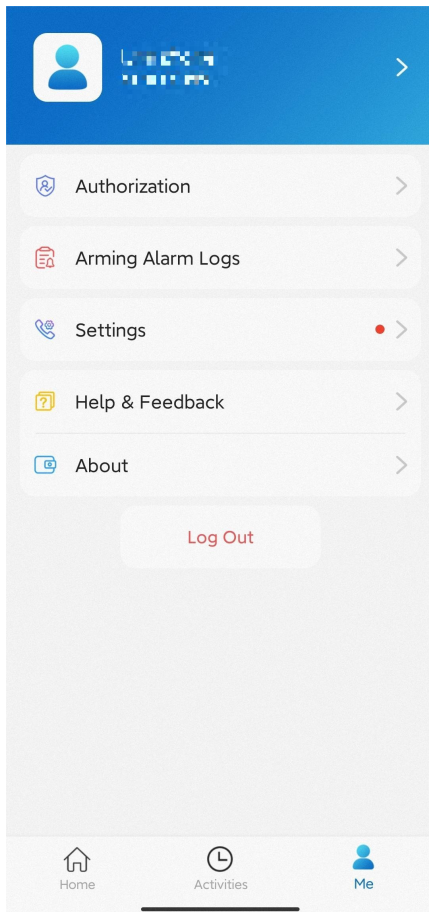 Authorization
Arming Alarm Logs
Settings
Help & Feedback
About
Log Out
Home
Activities
Me